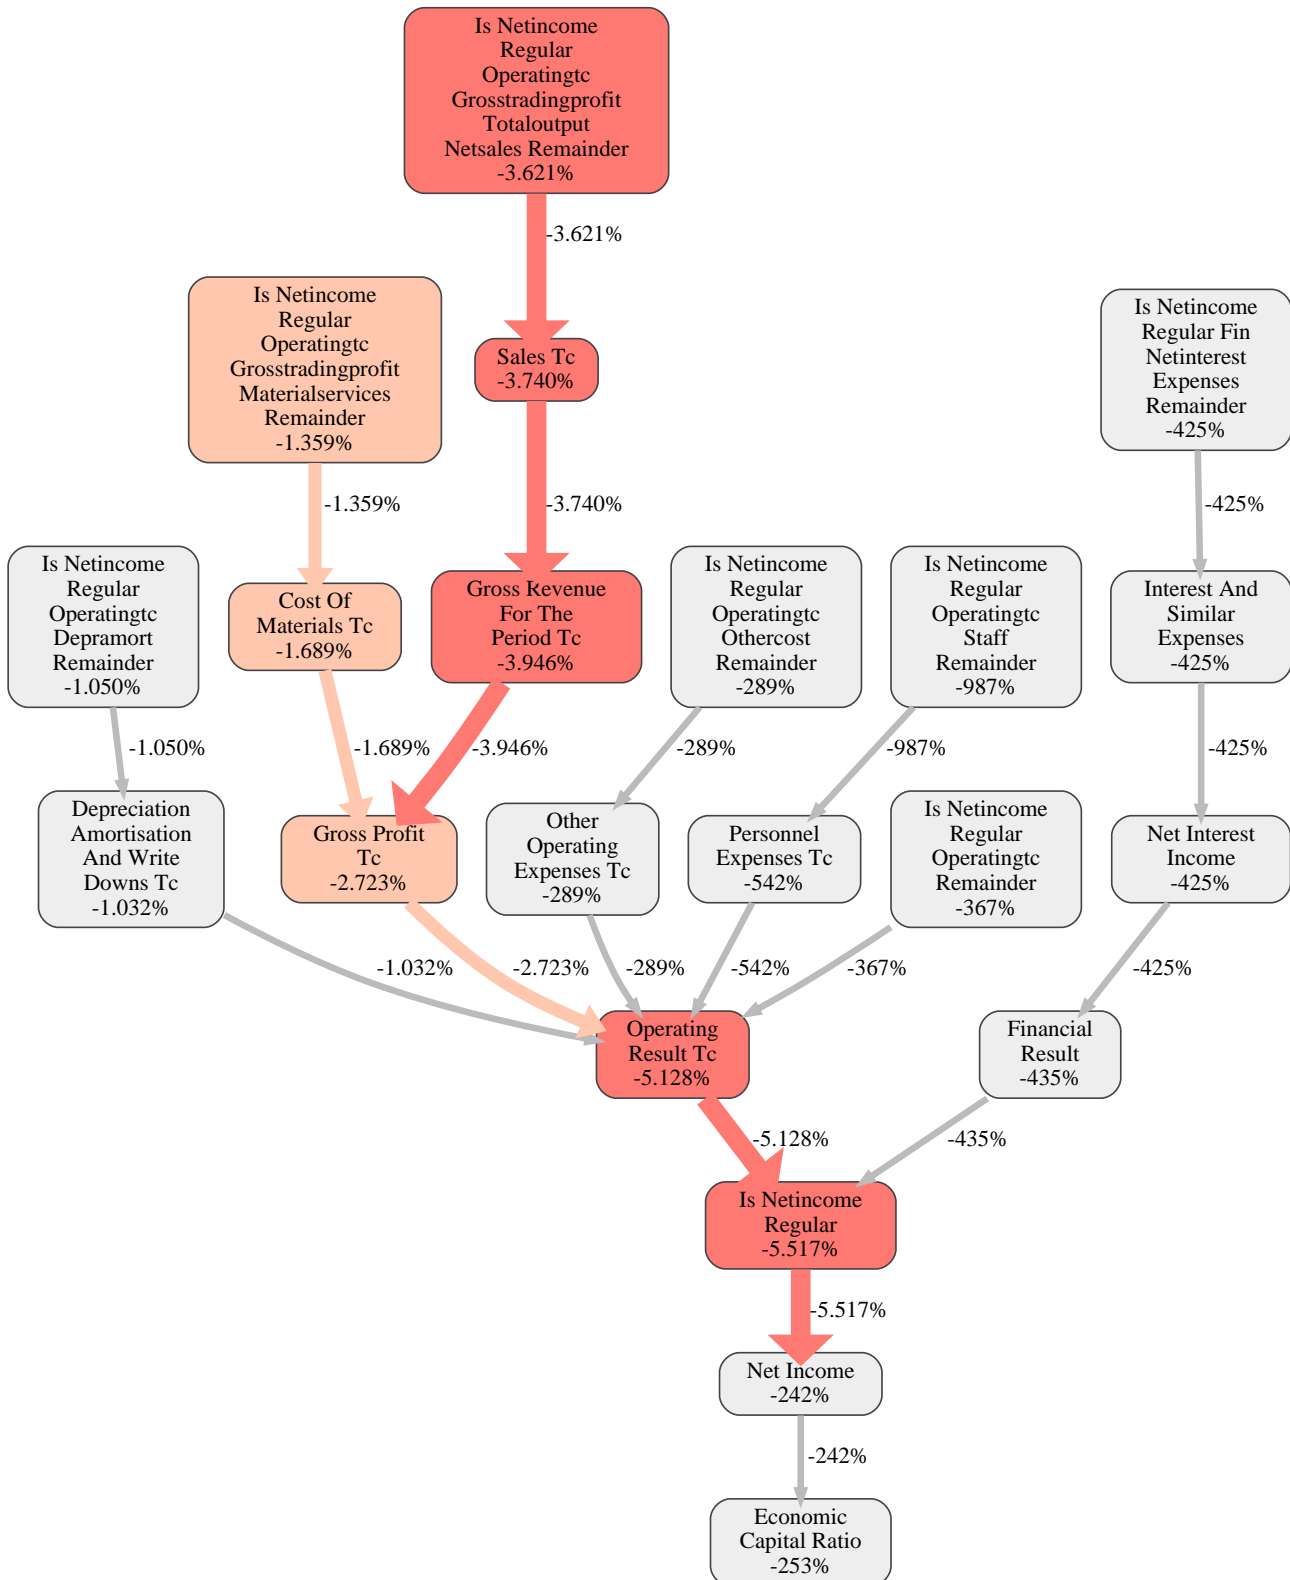 Is Netincome
Regular
Operatingtc
Grosstradingprofit
Totaloutput
Netsales Remainder
-3.621%
-3.621%
Is Netincome
Regular
Operatingtc
Grosstradingprofit
Materialservices
Remainder
-1.359%
Sales Tc
-3.740%
Is Netincome
Regular Fin
Netinterest
Expenses
Remainder
-425%
-1.359%
-3.740%
-425%
Is Netincome
Regular
Operatingtc
Depramort
Remainder
-1.050%
Cost Of
Materials Tc
-1.689%
Gross Revenue
For The
Period Tc
-3.946%
Is Netincome
Regular
Operatingtc
Othercost
Remainder
-289%
Is Netincome
Regular
Operatingtc
Staff
Remainder
-987%
Interest And
Similar
Expenses
-425%
-1.050%
-1.689%
-3.946%
-289%
-987%
-425%
Depreciation
Amortisation
And Write
Downs Tc
-1.032%
Gross Profit
Tc
-2.723%
Other
Operating
Expenses Tc
-289%
Personnel
Expenses Tc
-542%
Is Netincome
Regular
Operatingtc
Remainder
-367%
Net Interest
Income
-425%
-1.032%
-2.723%
-289%
-542%
-367%
-425%
Operating
Result Tc
-5.128%
Financial
Result
-435%
-5.128%
-435%
Is Netincome
Regular
-5.517%
-5.517%
Net Income
-242%
-242%
Economic
Capital Ratio
-253%